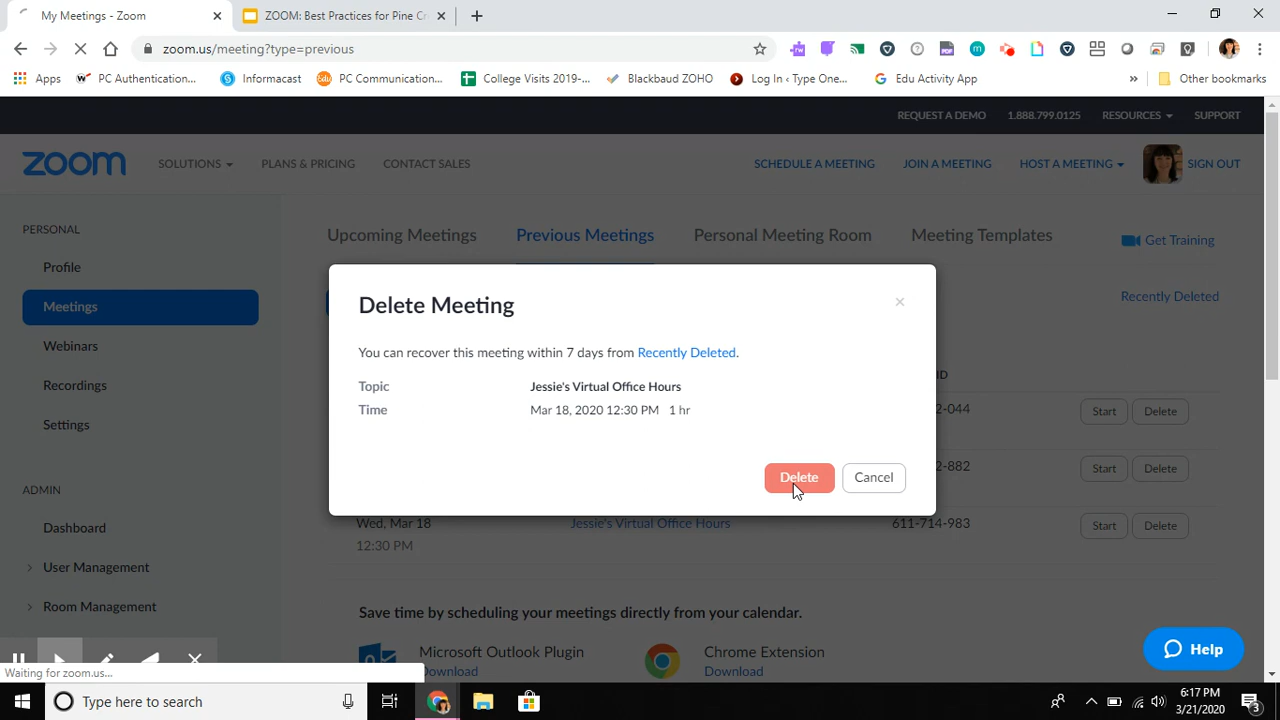 My Meetings - Zoom
ZOOM: Best Practices for Pine Cr
zoom.us/meeting?type=previous
Apps
PC Authentication...
Informacast
PC Communication...
College Visits 2019-...
Blackbaud ZOHO
Log In ‹ Type One...
Edu Activity App
»
Other bookmarks
REQUEST A DEMO
1.888.799.0125
RESOURCES
SUPPORT
zoom
SOLUTIONS
PLANS & PRICING
CONTACT SALES
SCHEDULE A MEETING
JOIN A MEETING
HOST A MEETING
SIGN OUT
PERSONAL
Profile
Meetings
Webinars
Recordings
Settings
ADMIN
Dashboard
User Management
Room Management
Upcoming Meetings
Previous Meetings
Personal Meeting Room
Meeting Templates
Get Training
Recently Deleted
Delete Meeting
You can recover this meeting within 7 days from Recently Deleted.
Topic Jessie's Virtual Office Hours
Time Mar 18, 2020 12:30 PM 1 hr
Delete
Cancel
ID
2-044
Start Delete
2-882
Start Delete
Wed, Mar 18
12:30 PM
Jessie's Virtual Office Hours
611-714-983
Start Delete
Save time by scheduling your meetings directly from your calendar.
Microsoft Outlook Plugin
Download
Chrome Extension
Download
Help
Waiting for zoom.us...
Type here to search
6:17 PM
3/21/2020
3